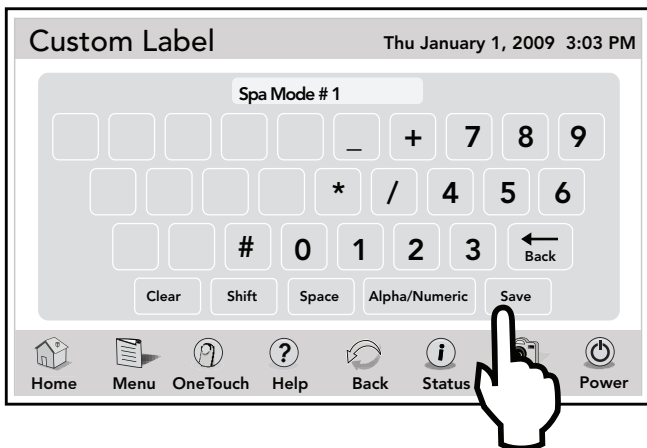 Custom Label Thu January 1, 2009 3:03 PM
Spa Mode # 1
_ + 7 8 9
* / 4 5 6
# 0 1 2 3 Back
Clear Shift Space Alpha/Numeric Save
Home Menu OneTouch ? Help Back i Status Power